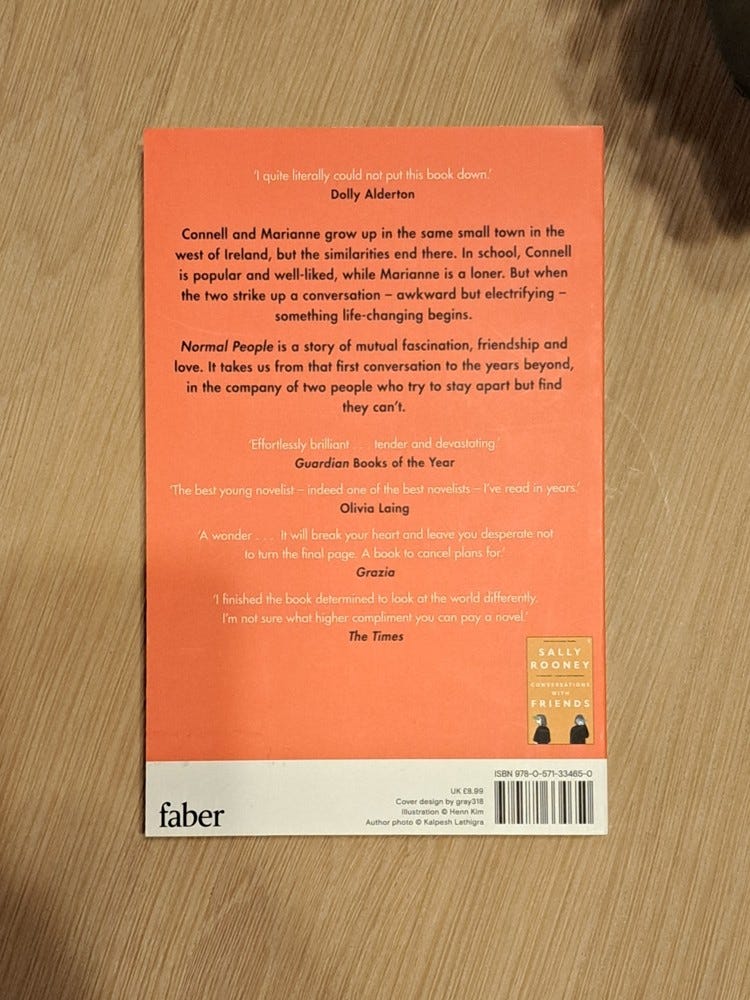 'I quite literally could not put this book down.'
Dolly Alderton
Connell and Marianne grow up in the same small town in the
west of Ireland, but the similarities end there. In school, Connell
is popular and well-liked, while Marianne is a loner. But when
the two strike up a conversation – awkward but electrifying –
something life-changing begins.
Normal People is a story of mutual fascination, friendship and
love. It takes us from that first conversation to the years beyond,
in the company of two people who try to stay apart but find
they can't.
'Effortlessly brilliant . . . tender and devastating.'
Guardian Books of the Year
'The best young novelist – indeed one of the best novelists – I've read in years.'
Olivia Laing
'A wonder . . . It will break your heart and leave you desperate not
to turn the final page. A book to cancel plans for.'
Grazia
'I finished the book determined to look at the world differently.
I'm not sure what higher compliment you can pay a novel.'
The Times
SALLY
ROONEY
CONVERSATIONS
WITH
FRIENDS
ISBN 978-0-571-33465-0
UK £8.99
Cover design by gray318
Illustration © Henn Kim
Author photo © Kalpesh Lathigra
faber